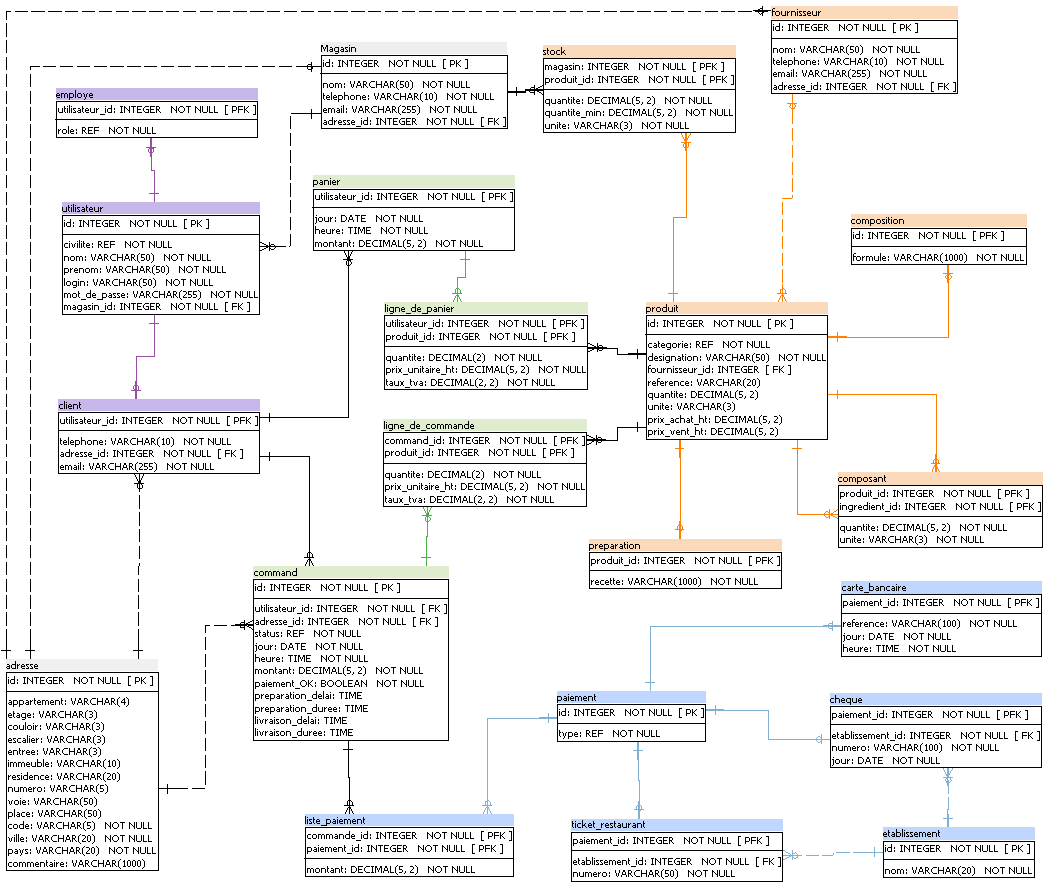 fournisseur
id: INTEGER NOT NULL [ PK ]
nom: VARCHAR(50) NOT NULL
telephone: VARCHAR(10) NOT NULL
email: VARCHAR(255) NOT NULL
adresse_id: INTEGER NOT NULL [ FK ]
Magasin
id: INTEGER NOT NULL [ PK ]
nom: VARCHAR(50) NOT NULL
telephone: VARCHAR(10) NOT NULL
email: VARCHAR(255) NOT NULL
adresse_id: INTEGER NOT NULL [ FK ]
stock
magasin: INTEGER NOT NULL [ PFK ]
produit_id: INTEGER NOT NULL [ PFK ]
quantite: DECIMAL(5, 2) NOT NULL
quantite_min: DECIMAL(5, 2) NOT NULL
unite: VARCHAR(3) NOT NULL
employe
utilisateur_id: INTEGER NOT NULL [ PFK ]
role: REF NOT NULL
panier
utilisateur_id: INTEGER NOT NULL [ PFK ]
jour: DATE NOT NULL
heure: TIME NOT NULL
montant: DECIMAL(5, 2) NOT NULL
utilisateur
id: INTEGER NOT NULL [ PK ]
civilite: REF NOT NULL
nom: VARCHAR(50) NOT NULL
prenom: VARCHAR(50) NOT NULL
login: VARCHAR(50) NOT NULL
mot_de_passe: VARCHAR(255) NOT NULL
magasin_id: INTEGER NOT NULL [ FK ]
composition
id: INTEGER NOT NULL [ PFK ]
formule: VARCHAR(1000) NOT NULL
ligne_de_panier
utilisateur_id: INTEGER NOT NULL [ PFK ]
produit_id: INTEGER NOT NULL [ PFK ]
quantite: DECIMAL(2) NOT NULL
prix_unitaire_ht: DECIMAL(5, 2) NOT NULL
taux_tva: DECIMAL(2, 2) NOT NULL
produit
id: INTEGER NOT NULL [ PK ]
categorie: REF NOT NULL
designation: VARCHAR(50) NOT NULL
fournisseur_id: INTEGER [ FK ]
reference: VARCHAR(20)
quantite: DECIMAL(5, 2)
unite: VARCHAR(3)
prix_achat_ht: DECIMAL(5, 2)
prix_vent_ht: DECIMAL(5, 2)
client
utilisateur_id: INTEGER NOT NULL [ PFK ]
telephone: VARCHAR(10) NOT NULL
adresse_id: INTEGER NOT NULL [ FK ]
email: VARCHAR(255) NOT NULL
ligne_de_commande
command_id: INTEGER NOT NULL [ PFK ]
produit_id: INTEGER NOT NULL [ PFK ]
quantite: DECIMAL(2) NOT NULL
prix_unitaire_ht: DECIMAL(5, 2) NOT NULL
taux_tva: DECIMAL(2, 2) NOT NULL
composant
produit_id: INTEGER NOT NULL [ PFK ]
ingredient_id: INTEGER NOT NULL [ PFK ]
quantite: DECIMAL(5, 2) NOT NULL
unite: VARCHAR(3) NOT NULL
preparation
produit_id: INTEGER NOT NULL [ PFK ]
recette: VARCHAR(1000) NOT NULL
command
id: INTEGER NOT NULL [ PK ]
utilisateur_id: INTEGER NOT NULL [ FK ]
adresse_id: INTEGER NOT NULL [ FK ]
status: REF NOT NULL
jour: DATE NOT NULL
heure: TIME NOT NULL
montant: DECIMAL(5, 2) NOT NULL
paiement_OK: BOOLEAN NOT NULL
preparation_delai: TIME
preparation_duree: TIME
livraison_delai: TIME
livraison_duree: TIME
carte_bancaire
paiement_id: INTEGER NOT NULL [ PFK ]
reference: VARCHAR(100) NOT NULL
jour: DATE NOT NULL
heure: TIME NOT NULL
adresse
id: INTEGER NOT NULL [ PK ]
appartement: VARCHAR(4)
etage: VARCHAR(3)
couloir: VARCHAR(3)
escalier: VARCHAR(3)
entree: VARCHAR(3)
immeuble: VARCHAR(10)
residence: VARCHAR(20)
numero: VARCHAR(5)
voie: VARCHAR(50)
place: VARCHAR(50)
code: VARCHAR(5) NOT NULL
ville: VARCHAR(20) NOT NULL
pays: VARCHAR(20) NOT NULL
commentaire: VARCHAR(1000)
paiement
id: INTEGER NOT NULL [ PK ]
type: REF NOT NULL
cheque
paiement_id: INTEGER NOT NULL [ PFK ]
etablissement_id: INTEGER NOT NULL [ FK ]
numero: VARCHAR(100) NOT NULL
jour: DATE NOT NULL
liste_paiement
commande_id: INTEGER NOT NULL [ PFK ]
paiement_id: INTEGER NOT NULL [ PFK ]
montant: DECIMAL(5, 2) NOT NULL
ticket_restaurant
paiement_id: INTEGER NOT NULL [ PFK ]
etablissement_id: INTEGER NOT NULL [ FK ]
numero: VARCHAR(50) NOT NULL
etablissement
id: INTEGER NOT NULL [ PK ]
nom: VARCHAR(20) NOT NULL